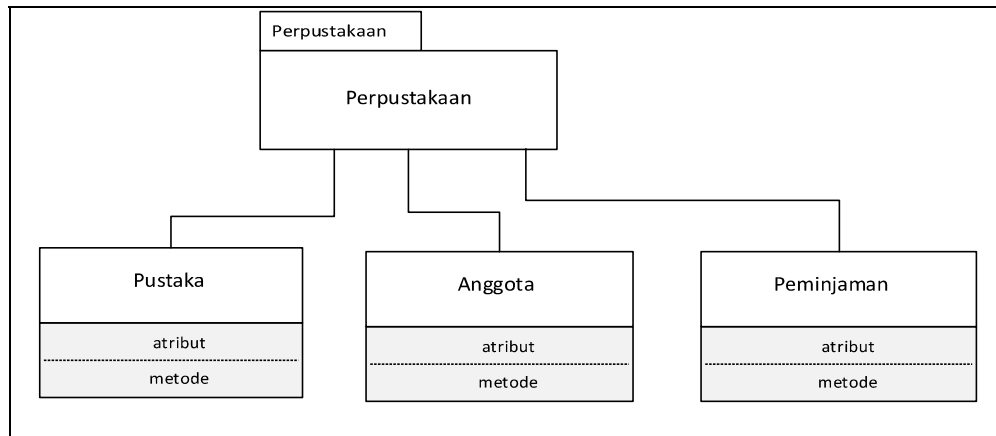 Perpustakaan
Perpustakaan
Pustaka
atribut
metode
Anggota
atribut
metode
Peminjaman
atribut
metode